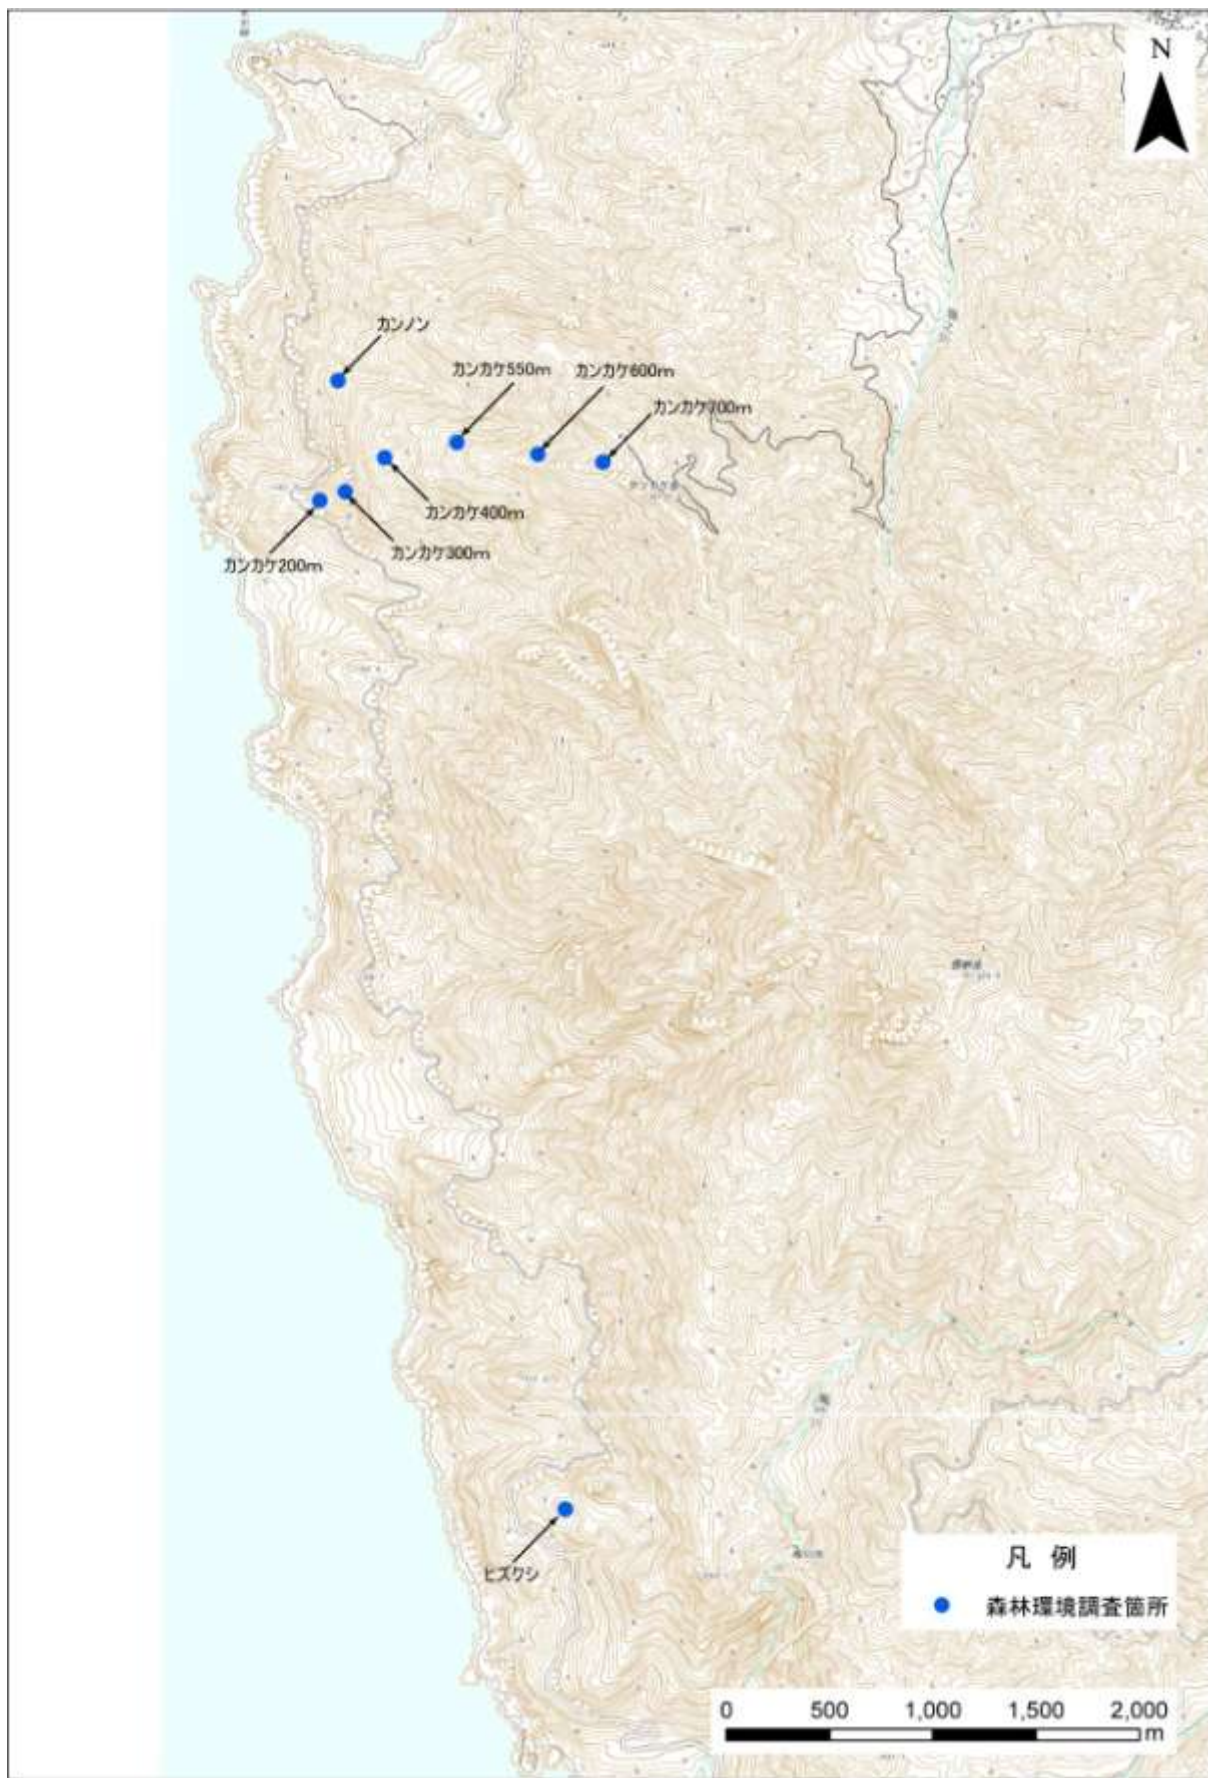 N
カンノン
カンカケ550m
カンカケ600m
カンカケ700m
カンカケ400m
カンカケ300m
カンカケ200m
ヒズクシ
凡 例
森林環境調査箇所
0 500 1,000 1,500 2,000
m